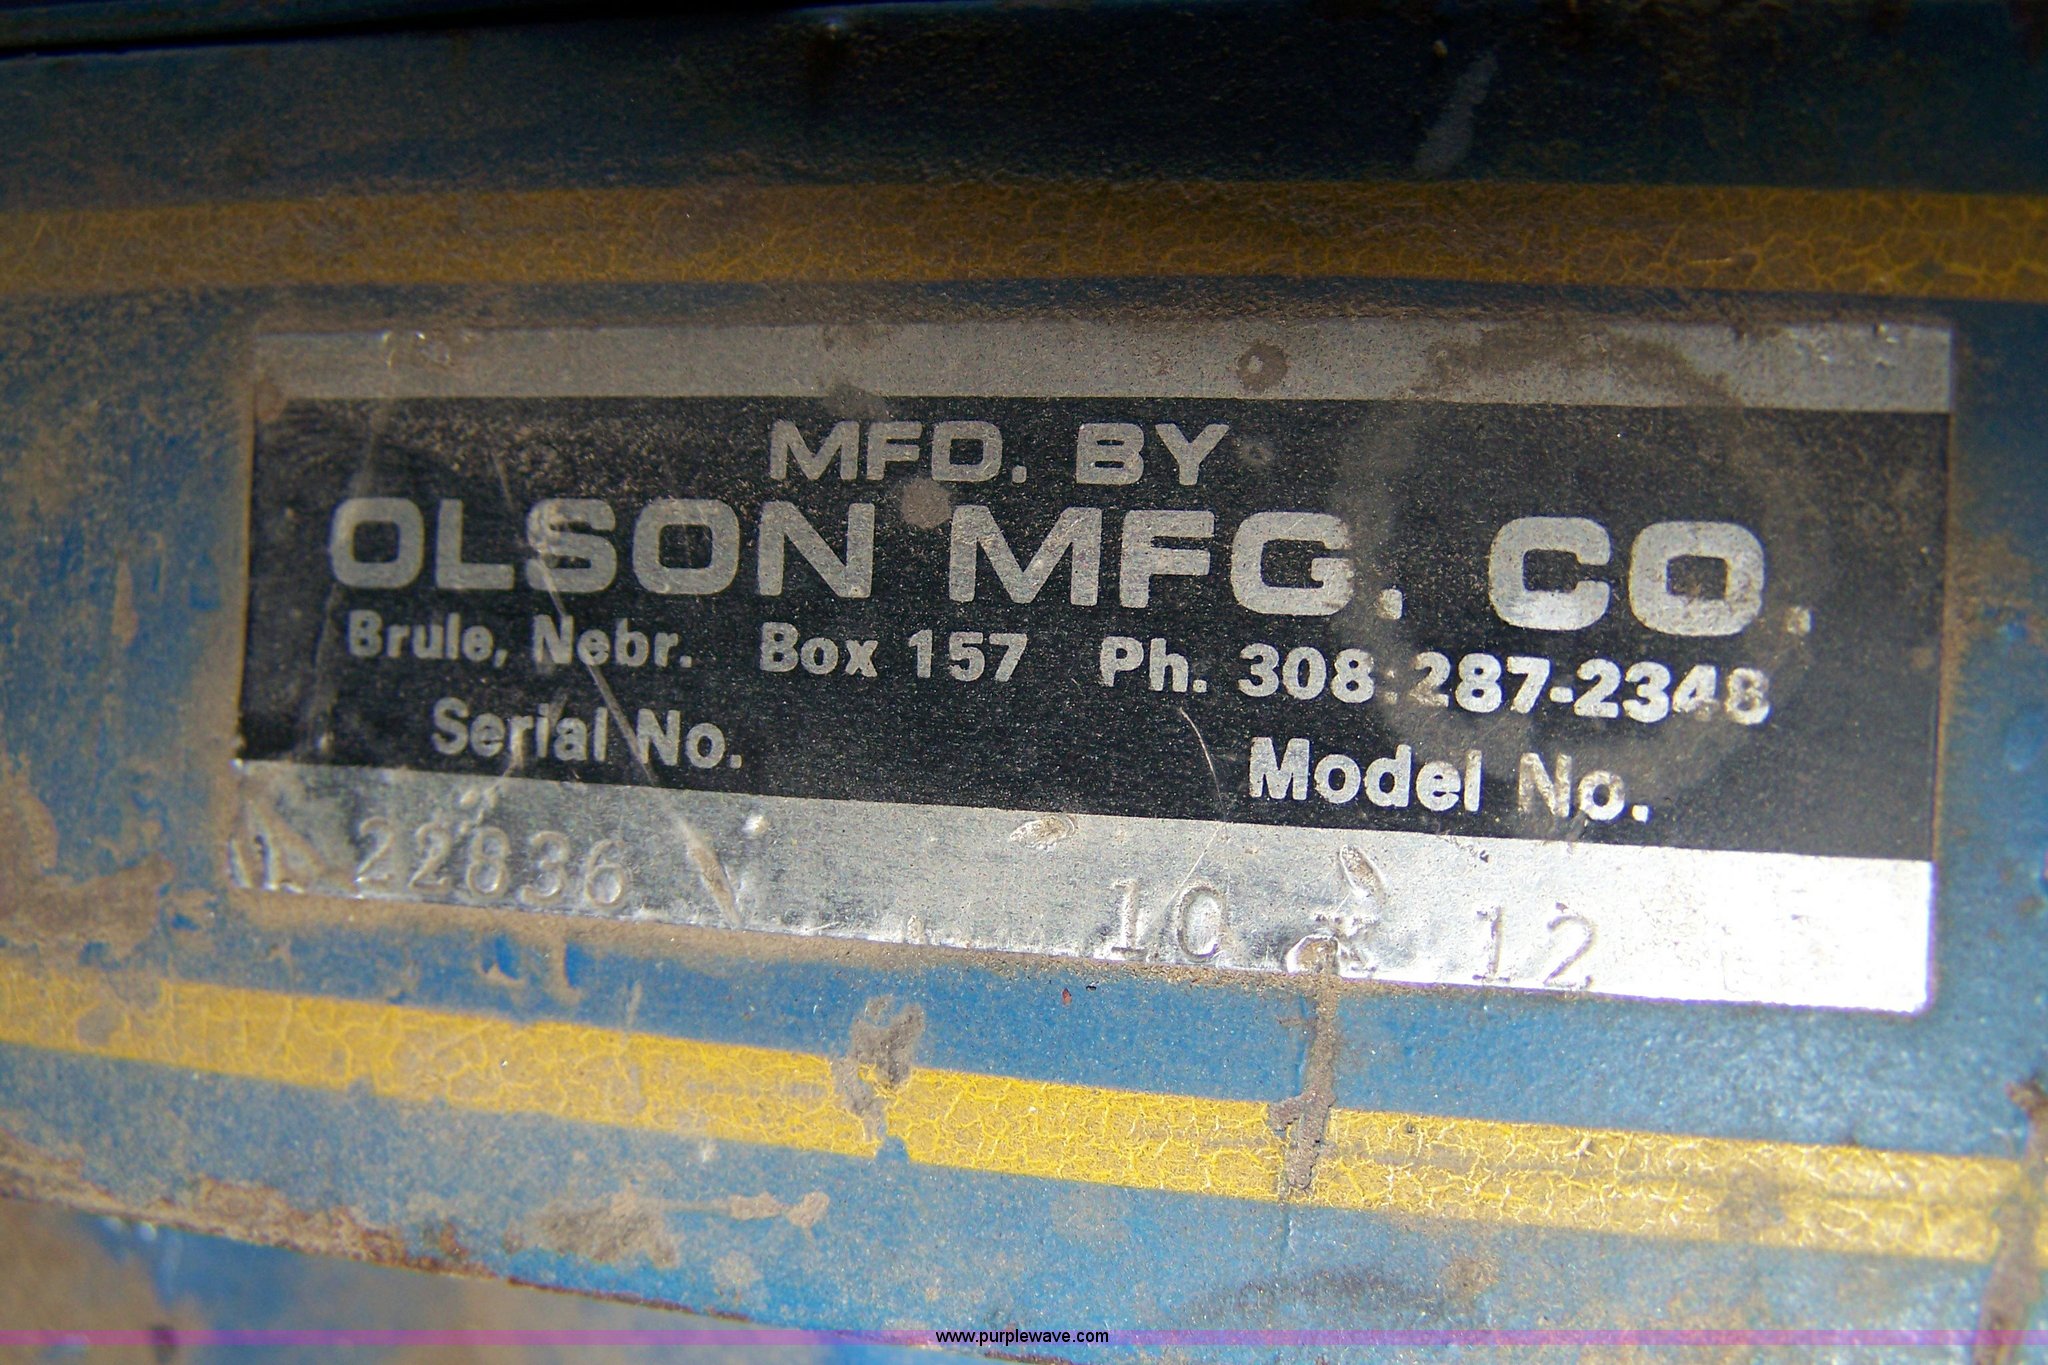 MFD. BY
OLSON MFG. CO.
Brule, Nebr. Box 157 Ph. 308:287-2348
Serial No. Model No.
22836 10 X 12
www.purplewave.com